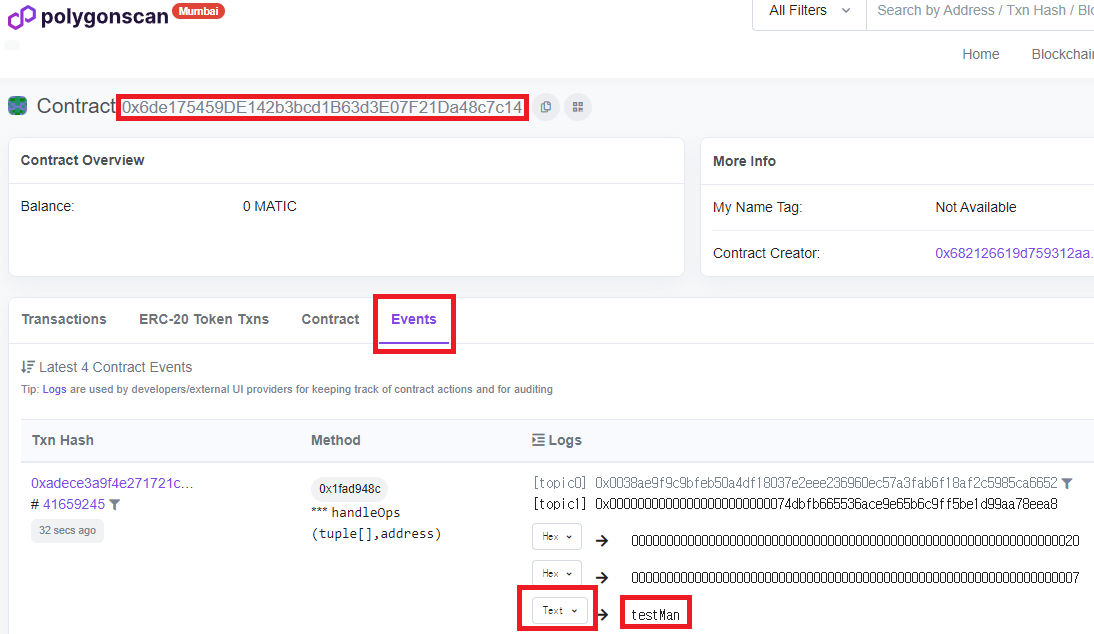 polygonscan Mumbai
All Filters
Search by Address / Txn Hash / Blo
Home Blockchai
Contract 0x6de175459DE142b3bcd1B63d3E07F21Da48c7c14
Contract Overview
Balance: 0 MATIC
More Info
My Name Tag: Not Available
Contract Creator: 0x682126619d759312aa.
Transactions ERC-20 Token Txns Contract Events
Latest 4 Contract Events
Tip: Logs are used by developers/external UI providers for keeping track of contract actions and for auditing
Txn Hash Method Logs
0xadece3a9f4e271721c...
# 41659245
32 secs ago
0x1fad948c
*** handleOps
(tuple[],address)
[topic0] 0x0038ae9f9c9bfeb50a4df18037e2eee236960ec57a3fab6f18af2c5985ca6652
[topic1] 0x00000000000000000000000074dbfb665536ace9e65b6c9ff5be1d99aa78eea8
Hex → 0000000000000000000000000000000000000000000000000000000000000020
Hex → 0000000000000000000000000000000000000000000000000000000000000007
Text → testMan